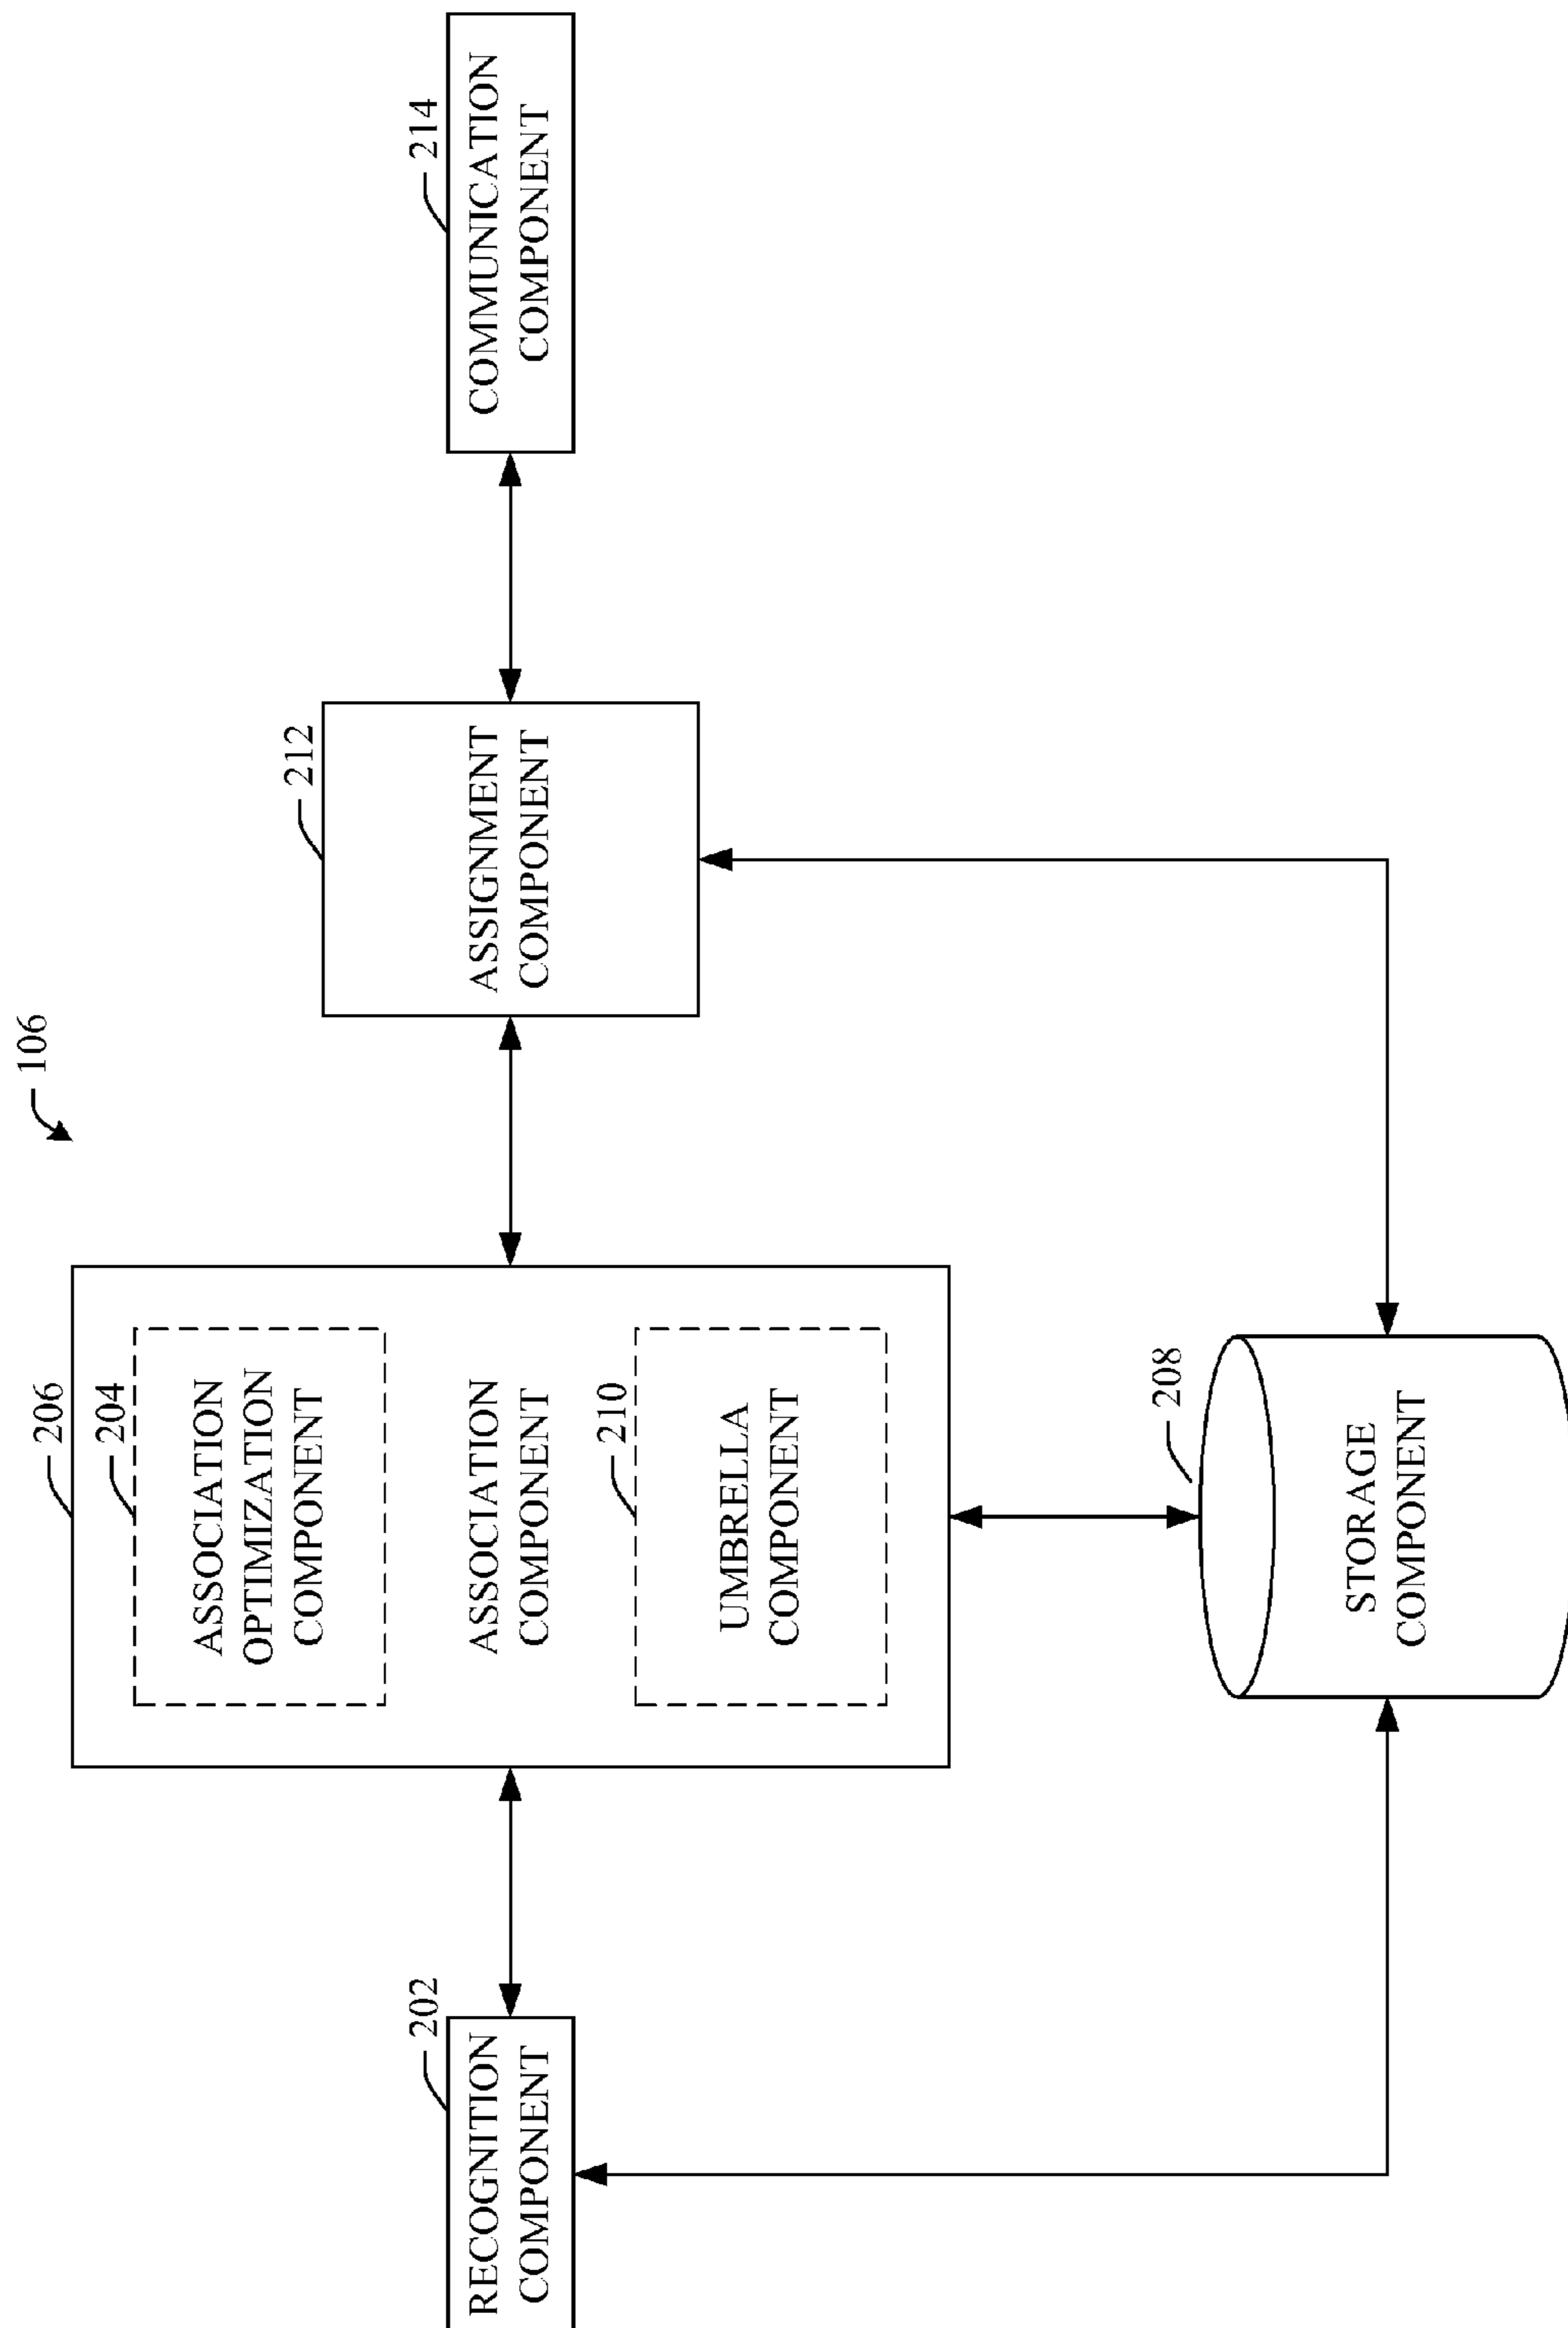 106
206
204
ASSOCIATION
OPTIMIZATION
COMPONENT
212
202
214
RECOGNITION
COMPONENT
ASSOCIATION
COMPONENT
ASSIGNMENT
COMPONENT
COMMUNICATION
COMPONENT
210
UMBRELLA
COMPONENT
208
STORAGE
COMPONENT